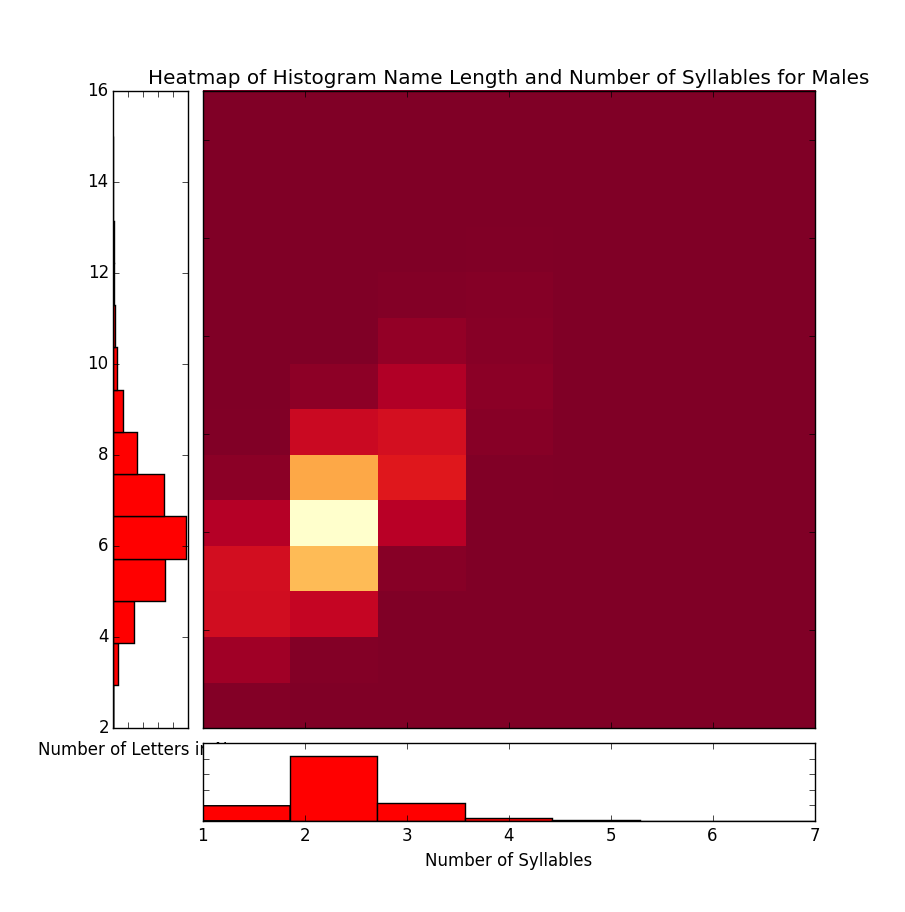 Heatmap of Histogram Name Length and Number of Syllables for Males
16
14
12
10
8
6
4
2
Number of Letters in
1 2 3 4 5 6 7
Number of Syllables